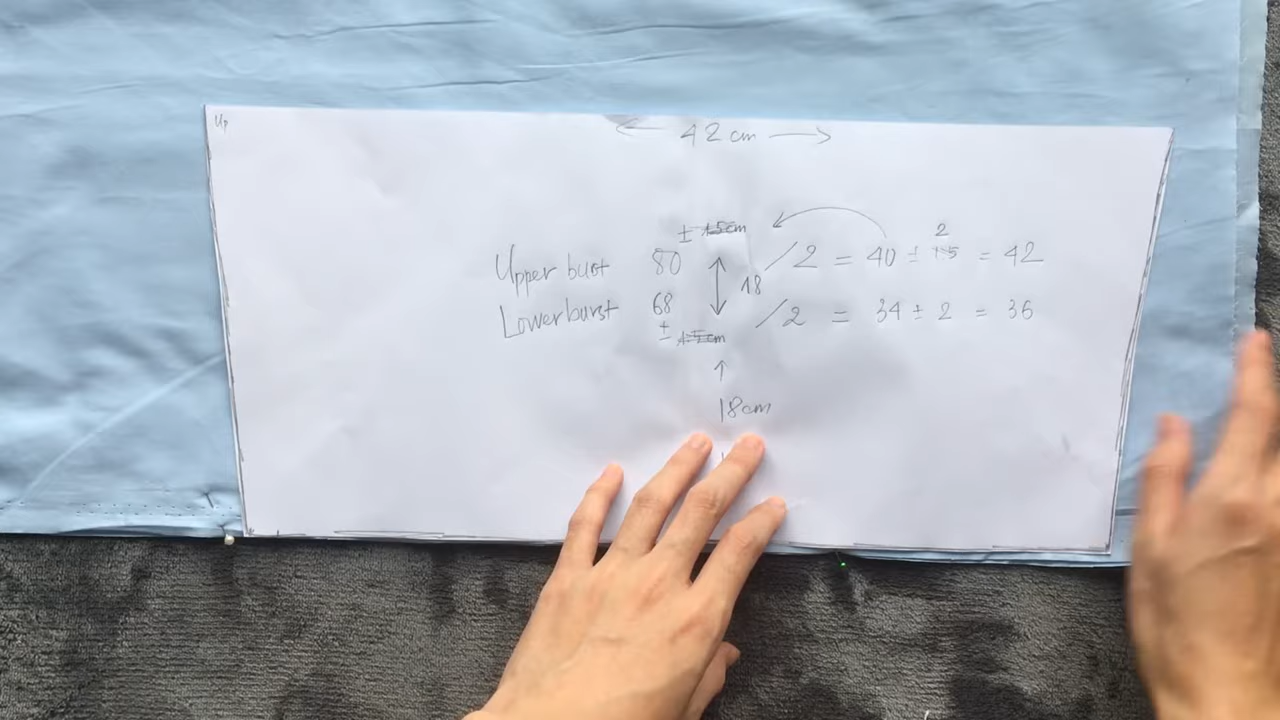 Up
← 42 cm →
± 1.5cm
Upper bust 80 /2 = 40 ± 2 1.5 = 42
18
Lowerburst 68 /2 = 34 ± 2 = 36
± 1.5cm
18cm